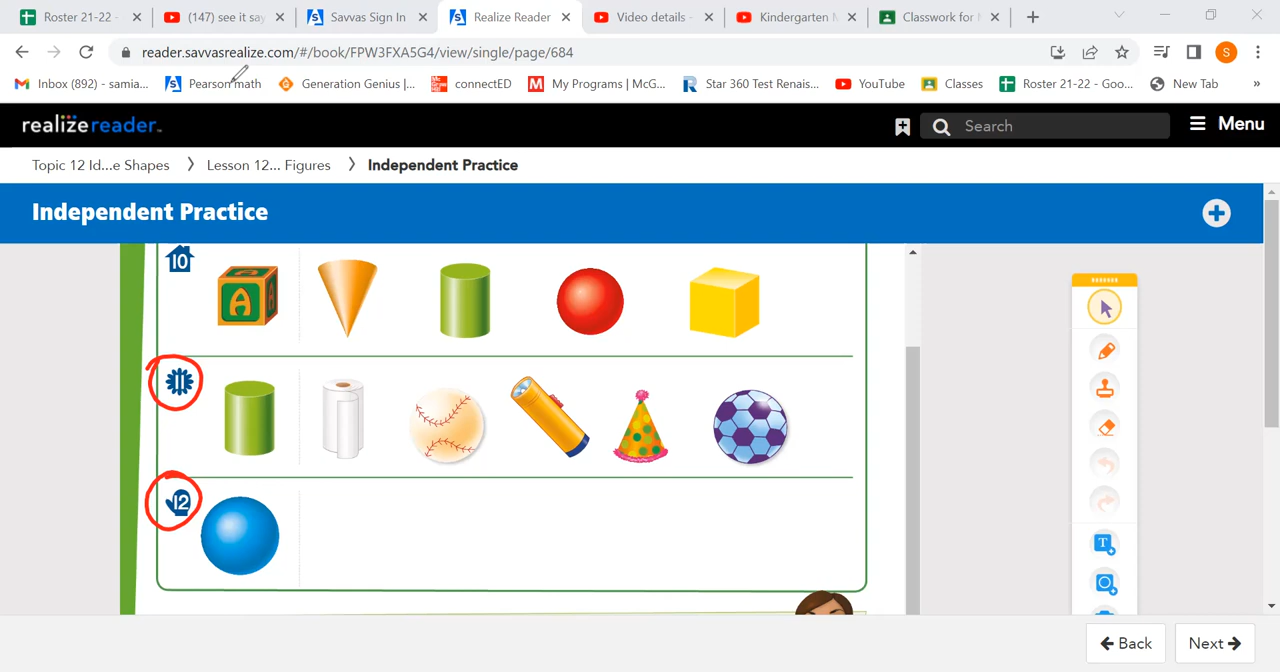 Roster 21-22 -
(147) see it say
Savvas Sign In
Realize Reader
Video details -
Kindergarten M
Classwork for M
reader.savvasrealize.com/#/book/FPW3FXA5G4/view/single/page/684
S
Inbox (892) - samia...
Pearson math
Generation Genius |...
connectED
My Programs | McG...
Star 360 Test Renais...
YouTube
Classes
Roster 21-22 - Goo...
New Tab
»
realize reader.
Search
Menu
Topic 12 Id...e Shapes
Lesson 12... Figures
Independent Practice
Independent Practice
10
A A
11
12
T
Back
Next